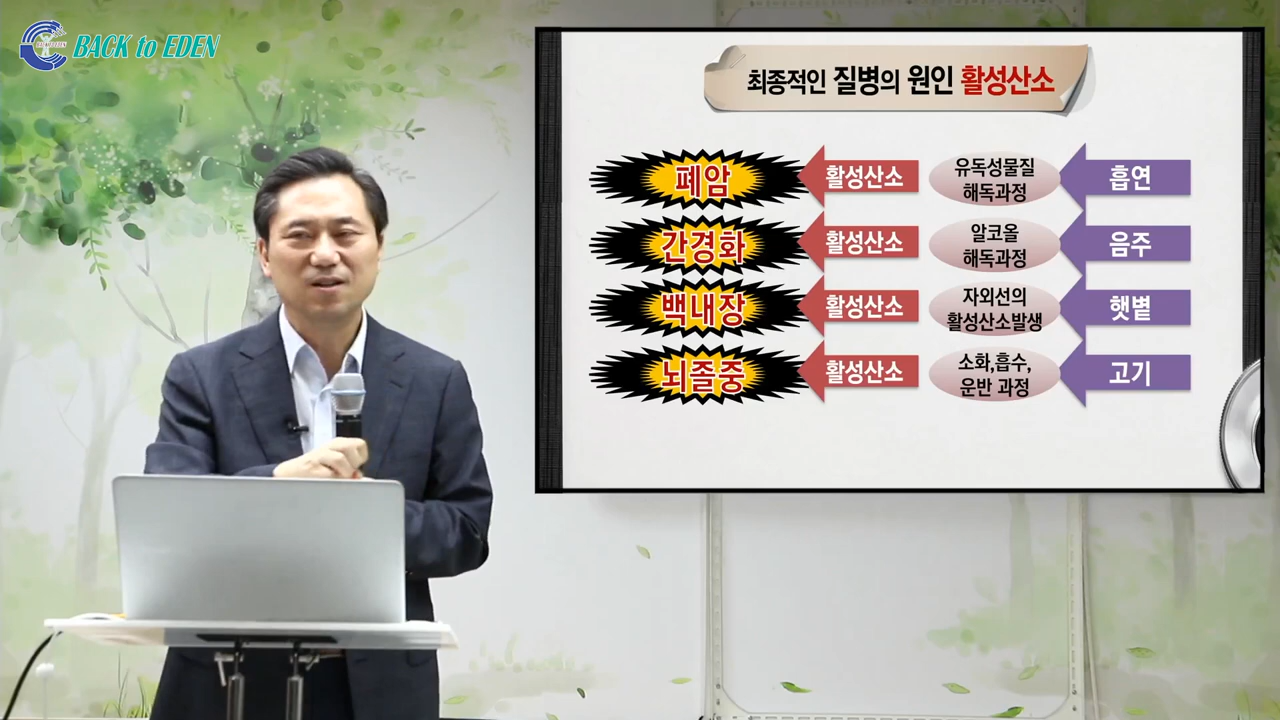 BACK to EDEN
최종적인 질병의 원인 활성산소
폐암 활성산소 유독성물질 흡연
해독과정
간경화 활성산소 알코올 음주
해독과정
백내장 활성산소 자외선의 햇볕
활성산소발생
뇌졸중 활성산소 소화,흡수, 고기
운반 과정